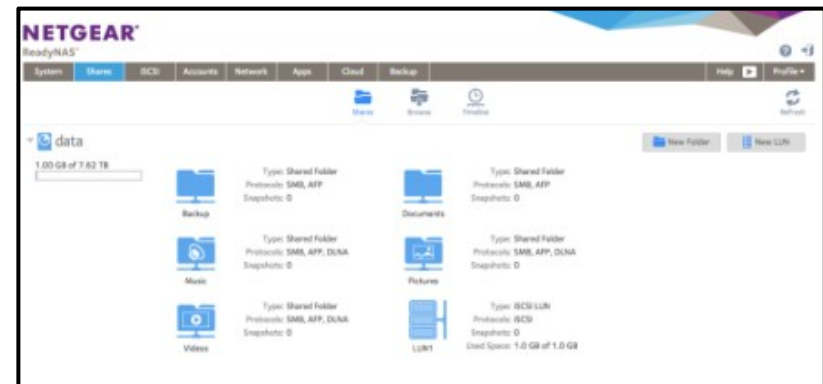 NETGEAR®
ReadyNAS®
System Shares iSCSI Accounts Network Apps Cloud Backup Help Profile
Shares Browse Timeline Refresh
data New Folder New LUN
1.00 GB of 7.62 TB
Type: Shared Folder
Protocols: SMB, AFP
Snapshots: 0
Backup
Type: Shared Folder
Protocols: SMB, AFP
Snapshots: 0
Documents
Type: Shared Folder
Protocols: SMB, AFP, DLNA
Snapshots: 0
Music
Type: Shared Folder
Protocols: SMB, AFP, DLNA
Snapshots: 0
Pictures
Type: Shared Folder
Protocols: SMB, AFP, DLNA
Snapshots: 0
Videos
Type: iSCSI LUN
Protocols: iSCSI
Snapshots: 0
Used Space: 1.0 GB of 1.0 GB
LUN1